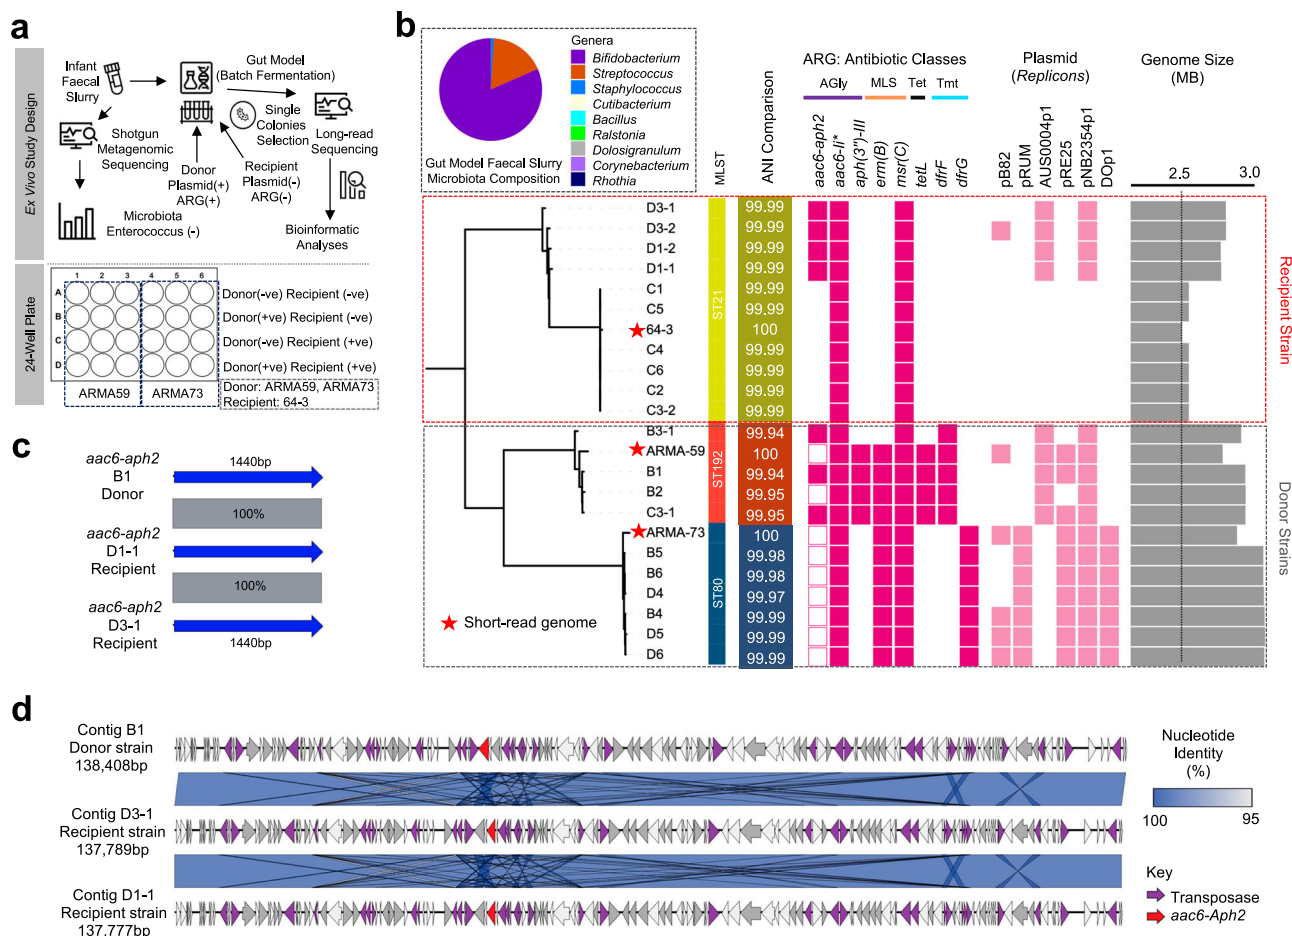 a
Ex Vivo Study Design
Infant
Faecal
Slurry
Gut Model
(Batch Fermentation)
Shotgun
Metagenomic
Sequencing
Single
Colonies
Selection
Long-read
Sequencing
Donor
Plasmid(+)
ARG(+)
Recipient
Plasmid(-)
ARG(-)
Microbiota
Enterococcus (-)
Bioinformatic
Analyses
24-Well Plate
1 2 3 4 5 6
A Donor(-ve) Recipient (-ve)
B Donor(+ve) Recipient (-ve)
C Donor(-ve) Recipient (+ve)
D Donor(+ve) Recipient (+ve)
ARMA59 ARMA73
Donor: ARMA59, ARMA73
Recipient: 64-3
b
Genera
Bifidobacterium
Streptococcus
Staphylococcus
Cutibacterium
Bacillus
Ralstonia
Dolosigranulum
Corynebacterium
Rhothia
Gut Model Faecal Slurry
Microbiota Composition
MLST
ANI Comparison
ARG: Antibiotic Classes
AGly MLS Tet Tmt
aac6-aph2
aac6-Ii*
aph(3'')-III
erm(B)
msr(C)
tetL
dfrF
dfrG
Plasmid
(Replicons)
pB82
pRUM
AUS0004p1
pRE25
pNB2354p1
DOp1
Genome Size
(MB)
2.5 3.0
D3-1 99.99
D3-2 99.99
D1-2 99.99
D1-1 99.99
C1 99.99
C5 99.99
64-3 100
C4 99.99
C6 99.99
C2 99.99
C3-2 99.99
ST21
Recipient Strain
B3-1 99.94
ARMA-59 100
B1 99.94
B2 99.95
C3-1 99.95
ST192
ARMA-73 100
B5 99.98
B6 99.98
D4 99.97
B4 99.99
D5 99.99
D6 99.99
ST80
Donor Strains
Short-read genome
c
aac6-aph2
B1
Donor
1440bp
100%
aac6-aph2
D1-1
Recipient
100%
aac6-aph2
D3-1
Recipient
1440bp
d
Contig B1
Donor strain
138,408bp
Contig D3-1
Recipient strain
137,789bp
Contig D1-1
Recipient strain
137.777bp
Nucleotide
Identity
(%)
100 95
Key
Transposase
aac6-Aph2